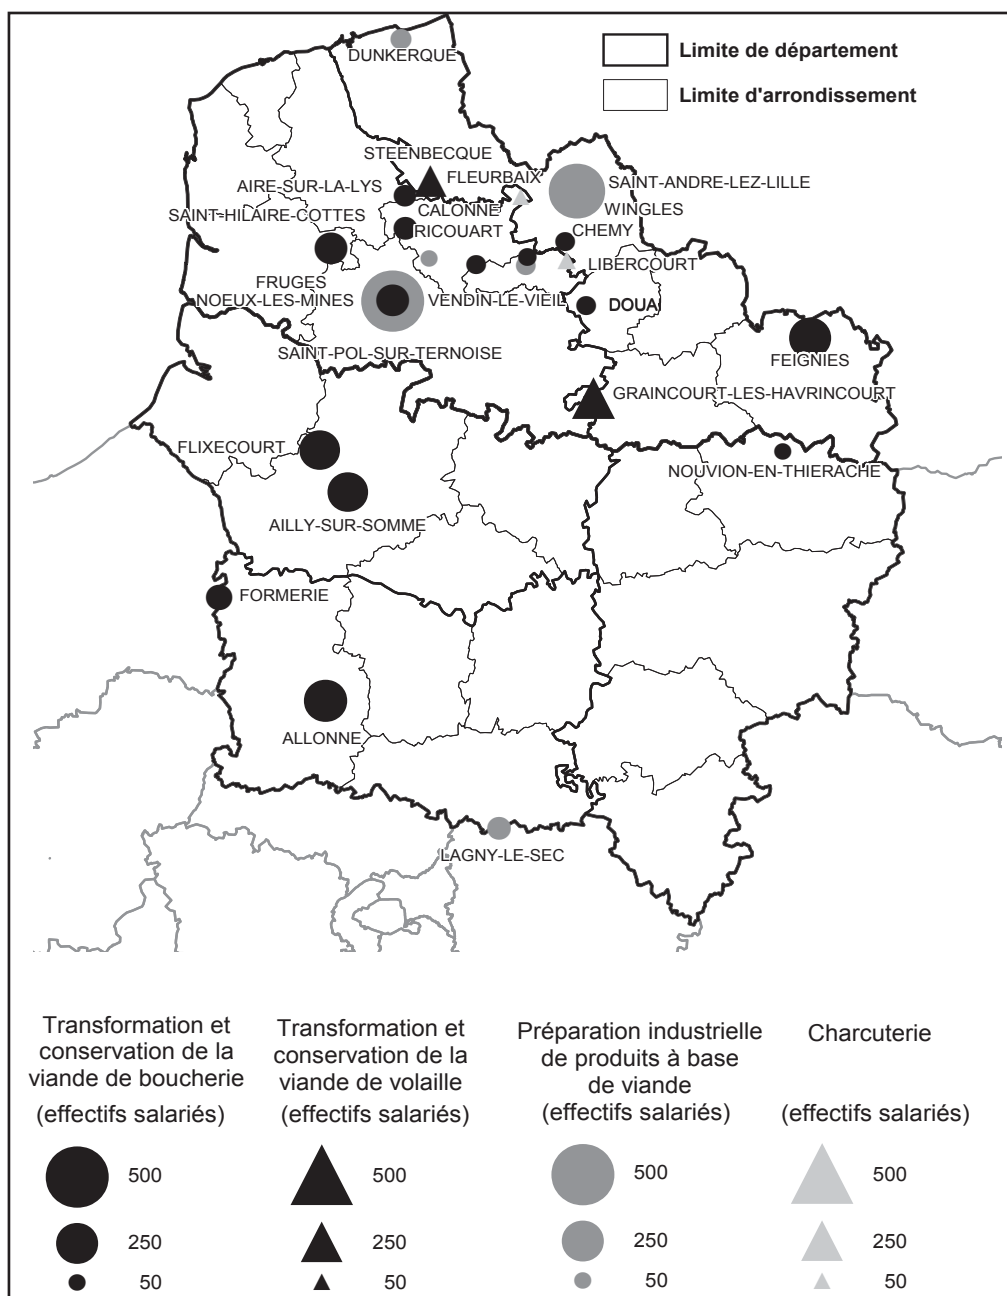 DUNKERQUE
Limite de département
Limite d'arrondissement
STEENBECQUE
FLEURBAIX
AIRE-SUR-LA-LYS
SAINT-ANDRE-LEZ-LILLE
SAINT-HILAIRE-COTTES
CALONNE
RICOUART
WINGLES
CHEMY
LIBERCOURT
FRUGES
NOEUX-LES-MINES
VENDIN-LE-VIEIL
DOUAI
SAINT-POL-SUR-TERNOISE
FEIGNIES
GRAINCOURT-LES-HAVRINCOURT
FLIXECOURT
NOUVION-EN-THIERACHE
AILLY-SUR-SOMME
FORMERIE
ALLONNE
LAGNY-LE-SEC
Transformation et
conservation de la
viande de boucherie
(effectifs salariés)
500
250
50
Transformation et
conservation de la
viande de volaille
(effectifs salariés)
500
250
50
Préparation industrielle
de produits à base
de viande
(effectifs salariés)
500
250
50
Charcuterie
(effectifs salariés)
500
250
50